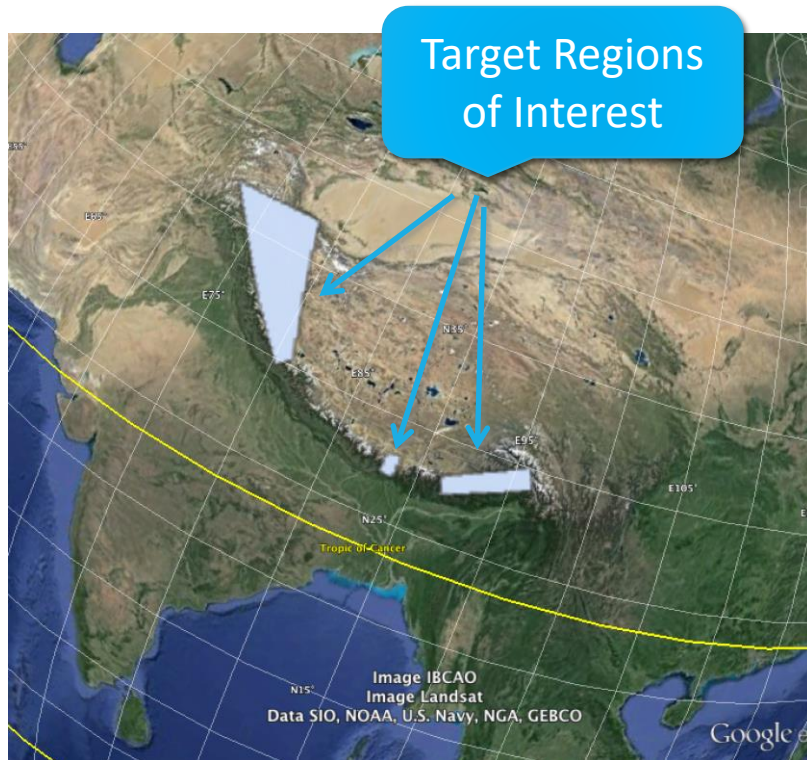 Target Regions
of Interest
E65°
E75°
N35°
E85°
E95°
E105°
N25°
Tropic of Cancer
N15°
Image IBCAO
Image Landsat
Data SIO, NOAA, U.S. Navy, NGA, GEBCO
Google